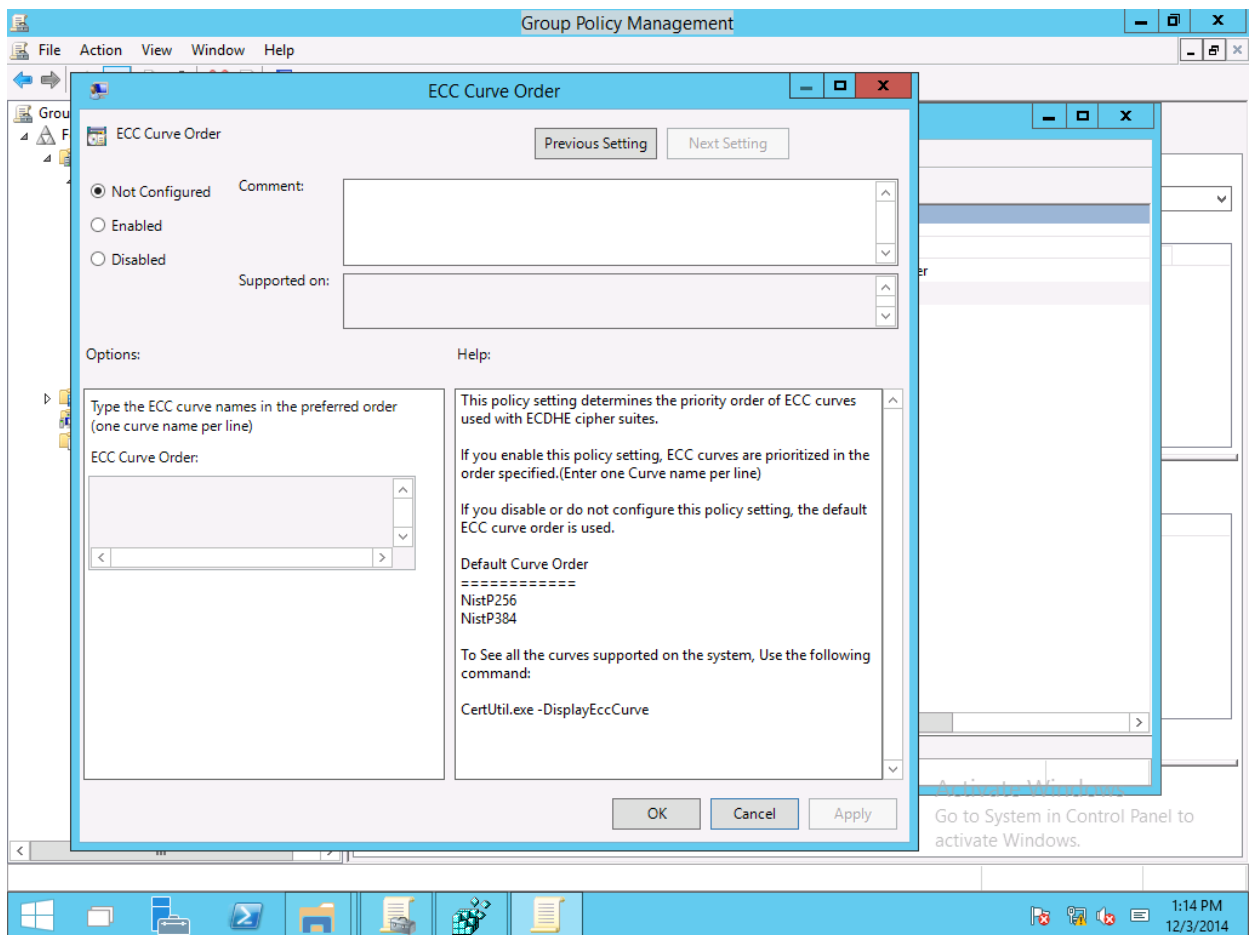 Group Policy Management
File Action View Window Help
ECC Curve Order
Grou
F
ECC Curve Order
Previous Setting
Next Setting
Not Configured
Comment:
Enabled
Disabled
Supported on:
er
Options:
Help:
Type the ECC curve names in the preferred order
(one curve name per line)
ECC Curve Order:
This policy setting determines the priority order of ECC curves
used with ECDHE cipher suites.
If you enable this policy setting, ECC curves are prioritized in the
order specified.(Enter one Curve name per line)
If you disable or do not configure this policy setting, the default
ECC curve order is used.
Default Curve Order
============
NistP256
NistP384
To See all the curves supported on the system, Use the following
command:
CertUtil.exe -DisplayEccCurve
OK
Cancel
Apply
Activate Windows
Go to System in Control Panel to
activate Windows.
1:14 PM
12/3/2014